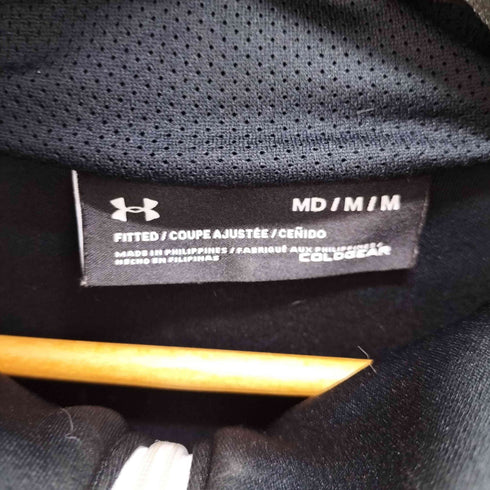 MD / M / M
FITTED / COUPE AJUSTÉE / CEÑIDO
MADE IN PHILIPPINES / FABRIQUÉ AUX PHILIPPINES /
HECHO EN FILIPINAS
COLDGEAR